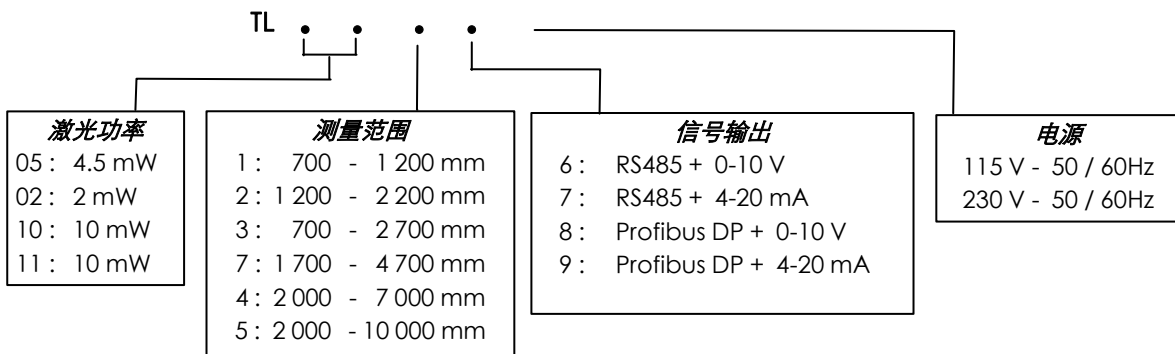 TL • • • •
激光功率
05 : 4.5 mW
02 : 2 mW
10 : 10 mW
11 : 10 mW
测量范围
1 : 700 - 1 200 mm
2 : 1 200 - 2 200 mm
3 : 700 - 2 700 mm
7 : 1 700 - 4 700 mm
4 : 2 000 - 7 000 mm
5 : 2 000 - 10 000 mm
信号输出
6 : RS485 + 0-10 V
7 : RS485 + 4-20 mA
8 : Profibus DP + 0-10 V
9 : Profibus DP + 4-20 mA
电源
115 V - 50 / 60Hz
230 V - 50 / 60Hz